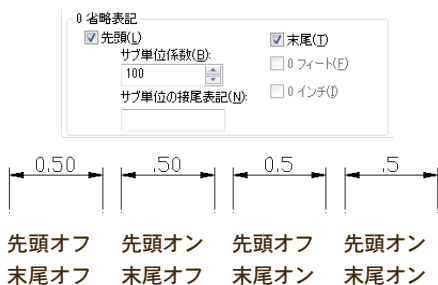 0 省略表記
先頭(L)
サブ単位係数(B):
100
サブ単位の接尾表記(N):
末尾(T)
0 フィート(F)
0 インチ(I)
0.50 .50 0.5 .5
先頭オフ 先頭オン 先頭オフ 先頭オン
末尾オフ 末尾オフ 末尾オン 末尾オン